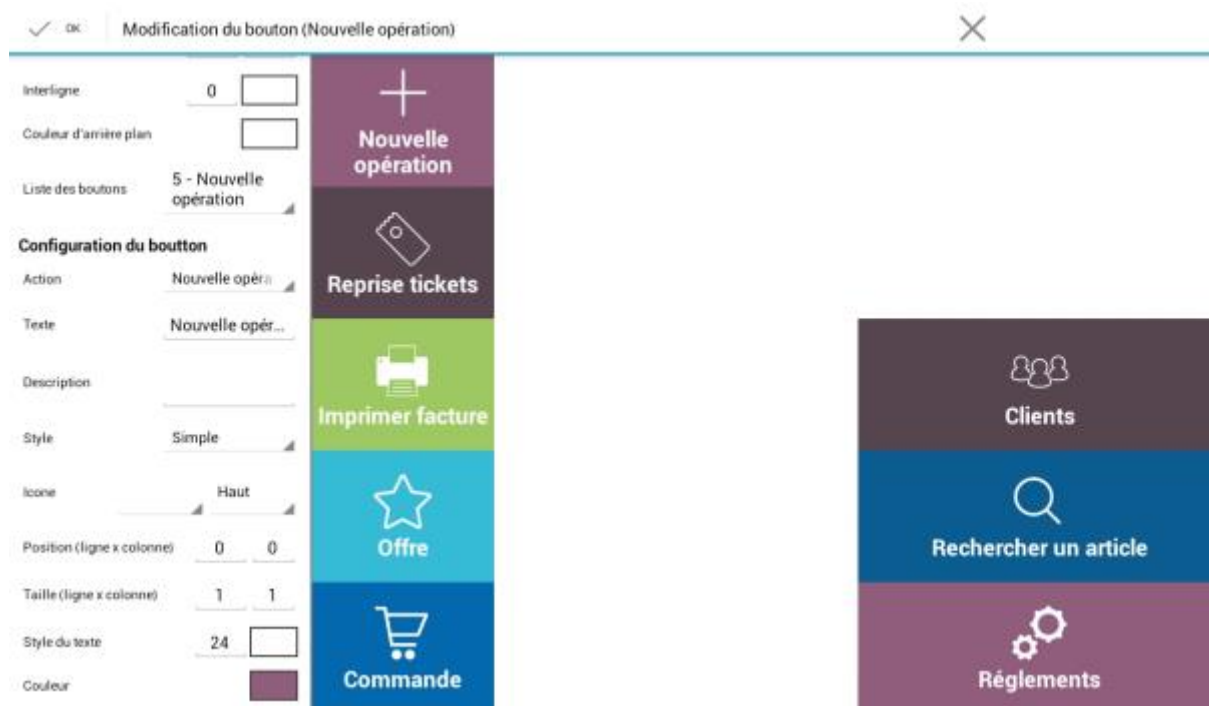 OK Modification du bouton (Nouvelle opération)
Interligne 0
Couleur d'arrière plan
Liste des boutons 5 - Nouvelle
opération
Configuration du boutton
Action Nouvelle opéra
Texte Nouvelle opér...
Description
Style Simple
Icone Haut
Position (ligne x colonne) 0 0
Taille (ligne x colonne) 1 1
Style du texte 24
Couleur
Nouvelle
opération
Reprise tickets
Imprimer facture
Offre
Commande
Clients
Rechercher un article
Réglements